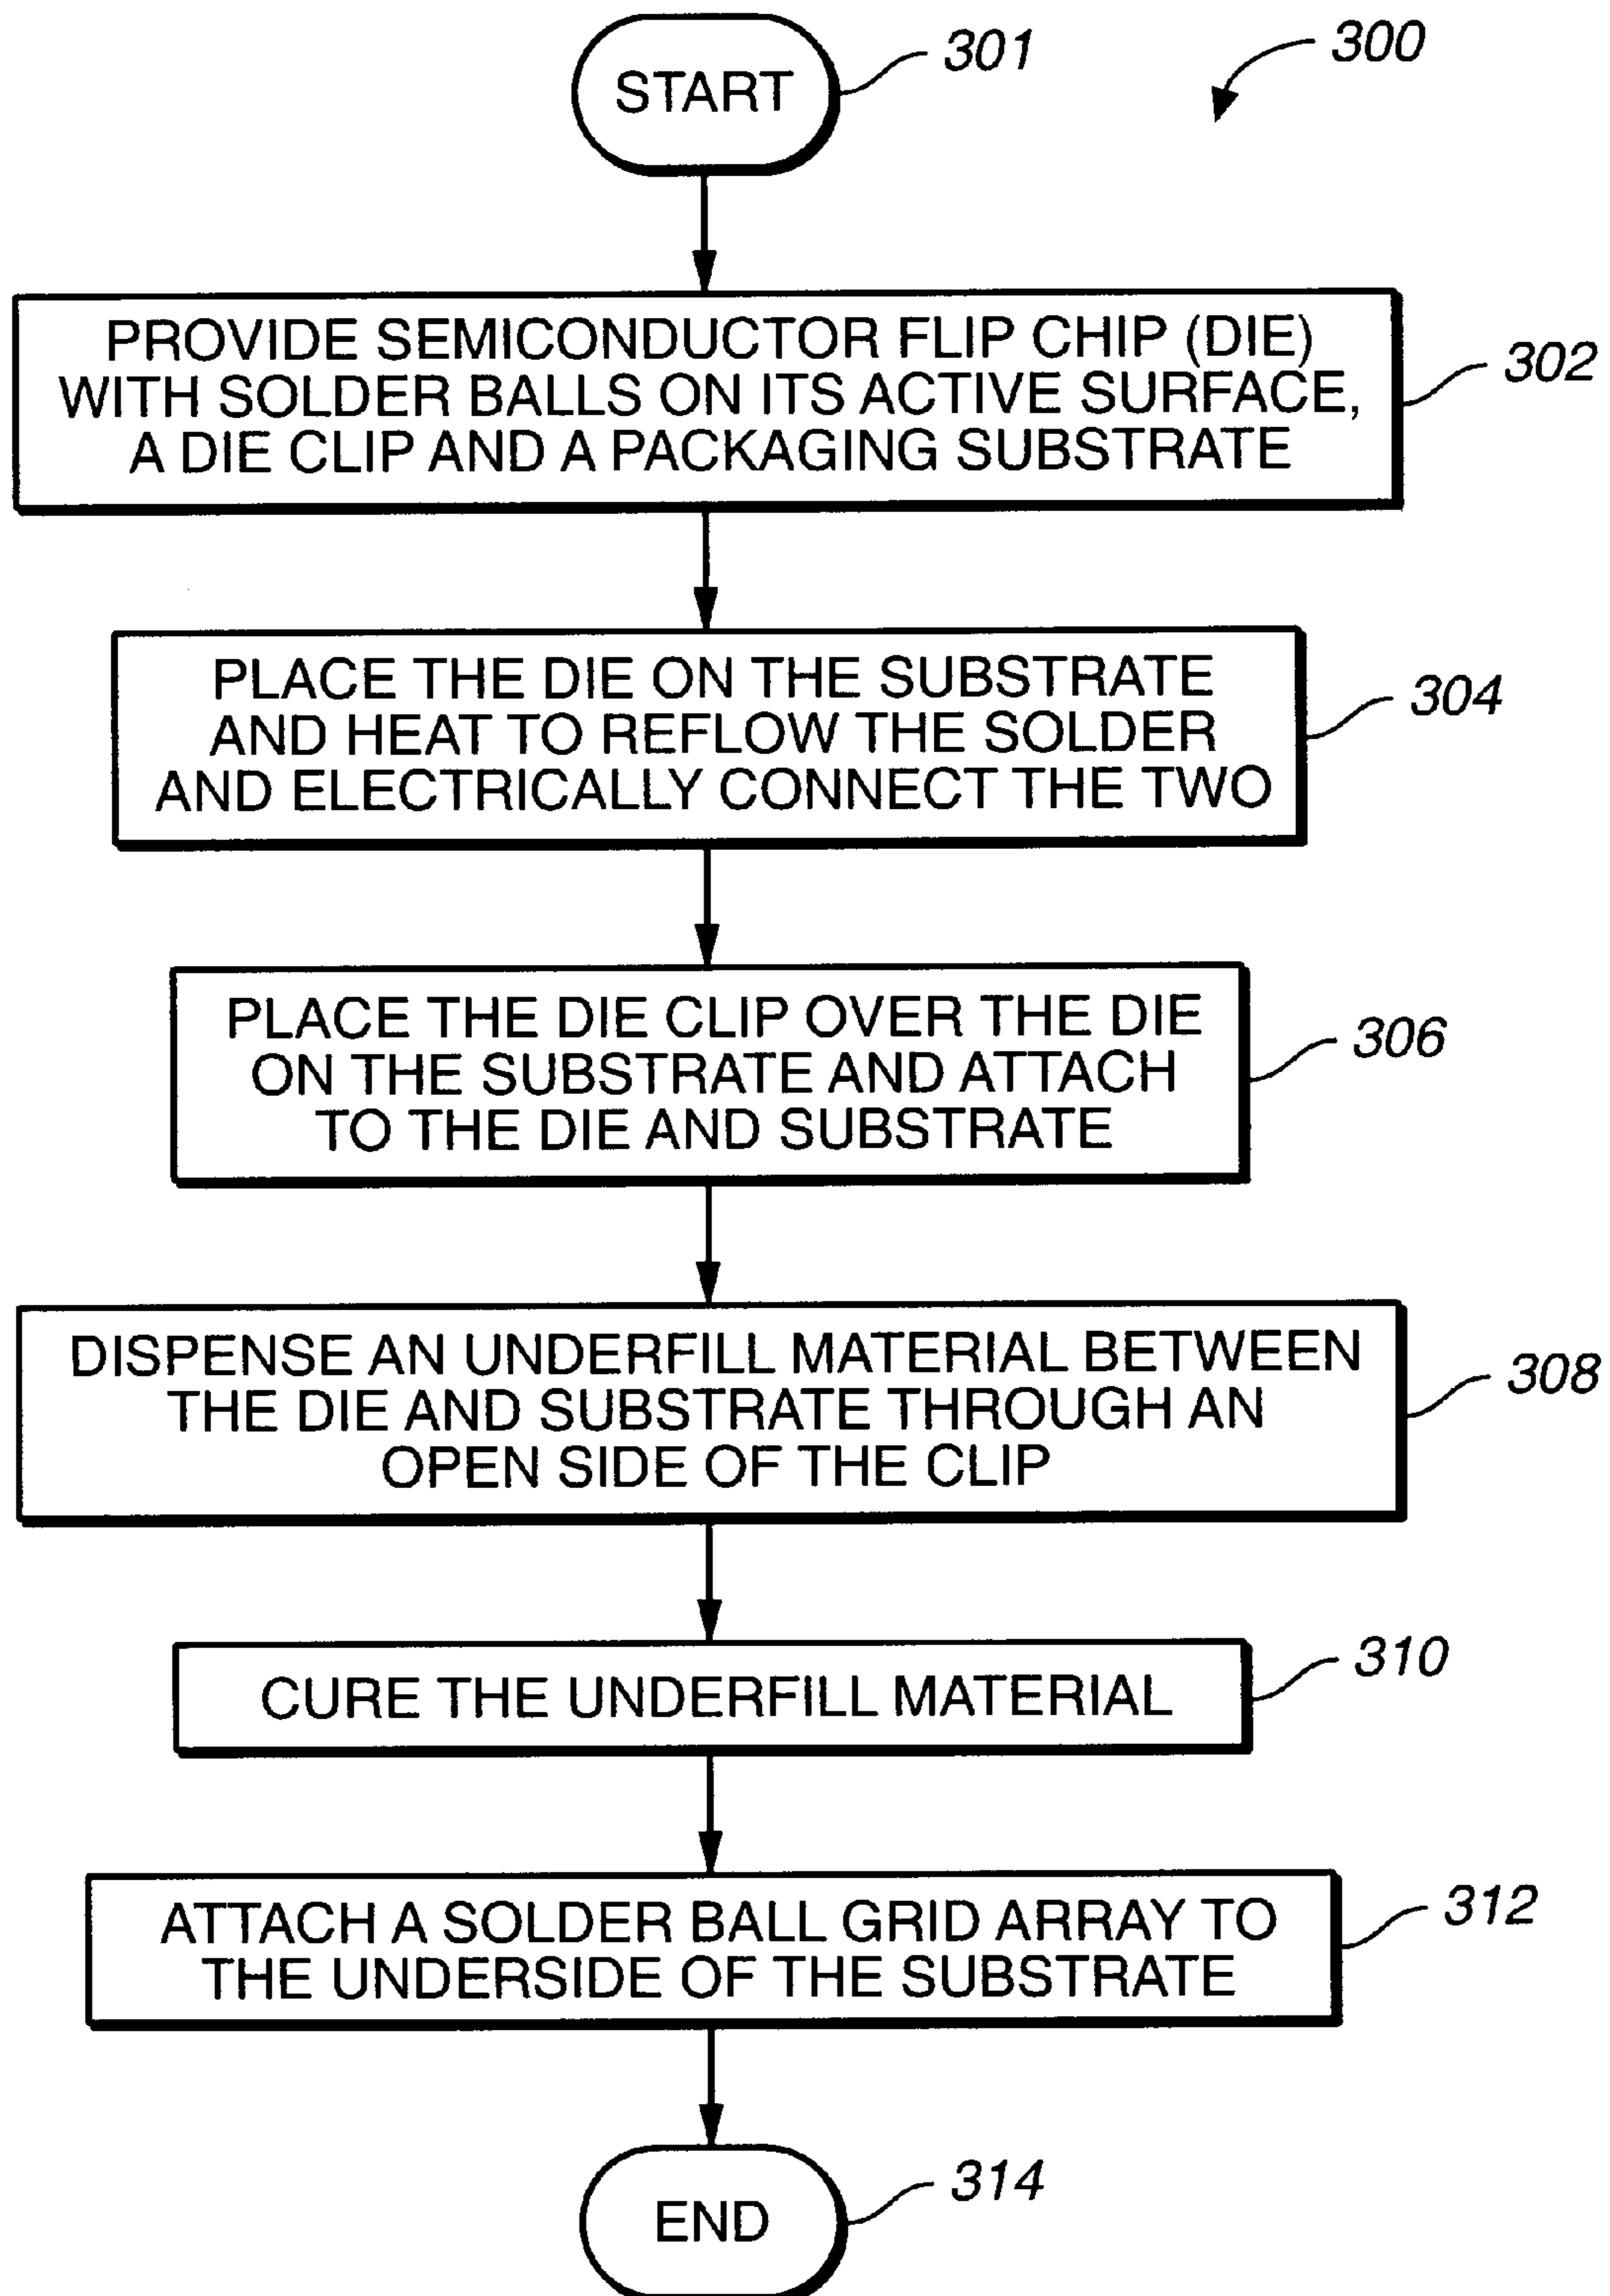 START
301
300
PROVIDE SEMICONDUCTOR FLIP CHIP (DIE)
WITH SOLDER BALLS ON ITS ACTIVE SURFACE,
A DIE CLIP AND A PACKAGING SUBSTRATE
302
PLACE THE DIE ON THE SUBSTRATE
AND HEAT TO REFLOW THE SOLDER
AND ELECTRICALLY CONNECT THE TWO
304
PLACE THE DIE CLIP OVER THE DIE
ON THE SUBSTRATE AND ATTACH
TO THE DIE AND SUBSTRATE
306
DISPENSE AN UNDERFILL MATERIAL BETWEEN
THE DIE AND SUBSTRATE THROUGH AN
OPEN SIDE OF THE CLIP
308
CURE THE UNDERFILL MATERIAL
310
ATTACH A SOLDER BALL GRID ARRAY TO
THE UNDERSIDE OF THE SUBSTRATE
312
END
314